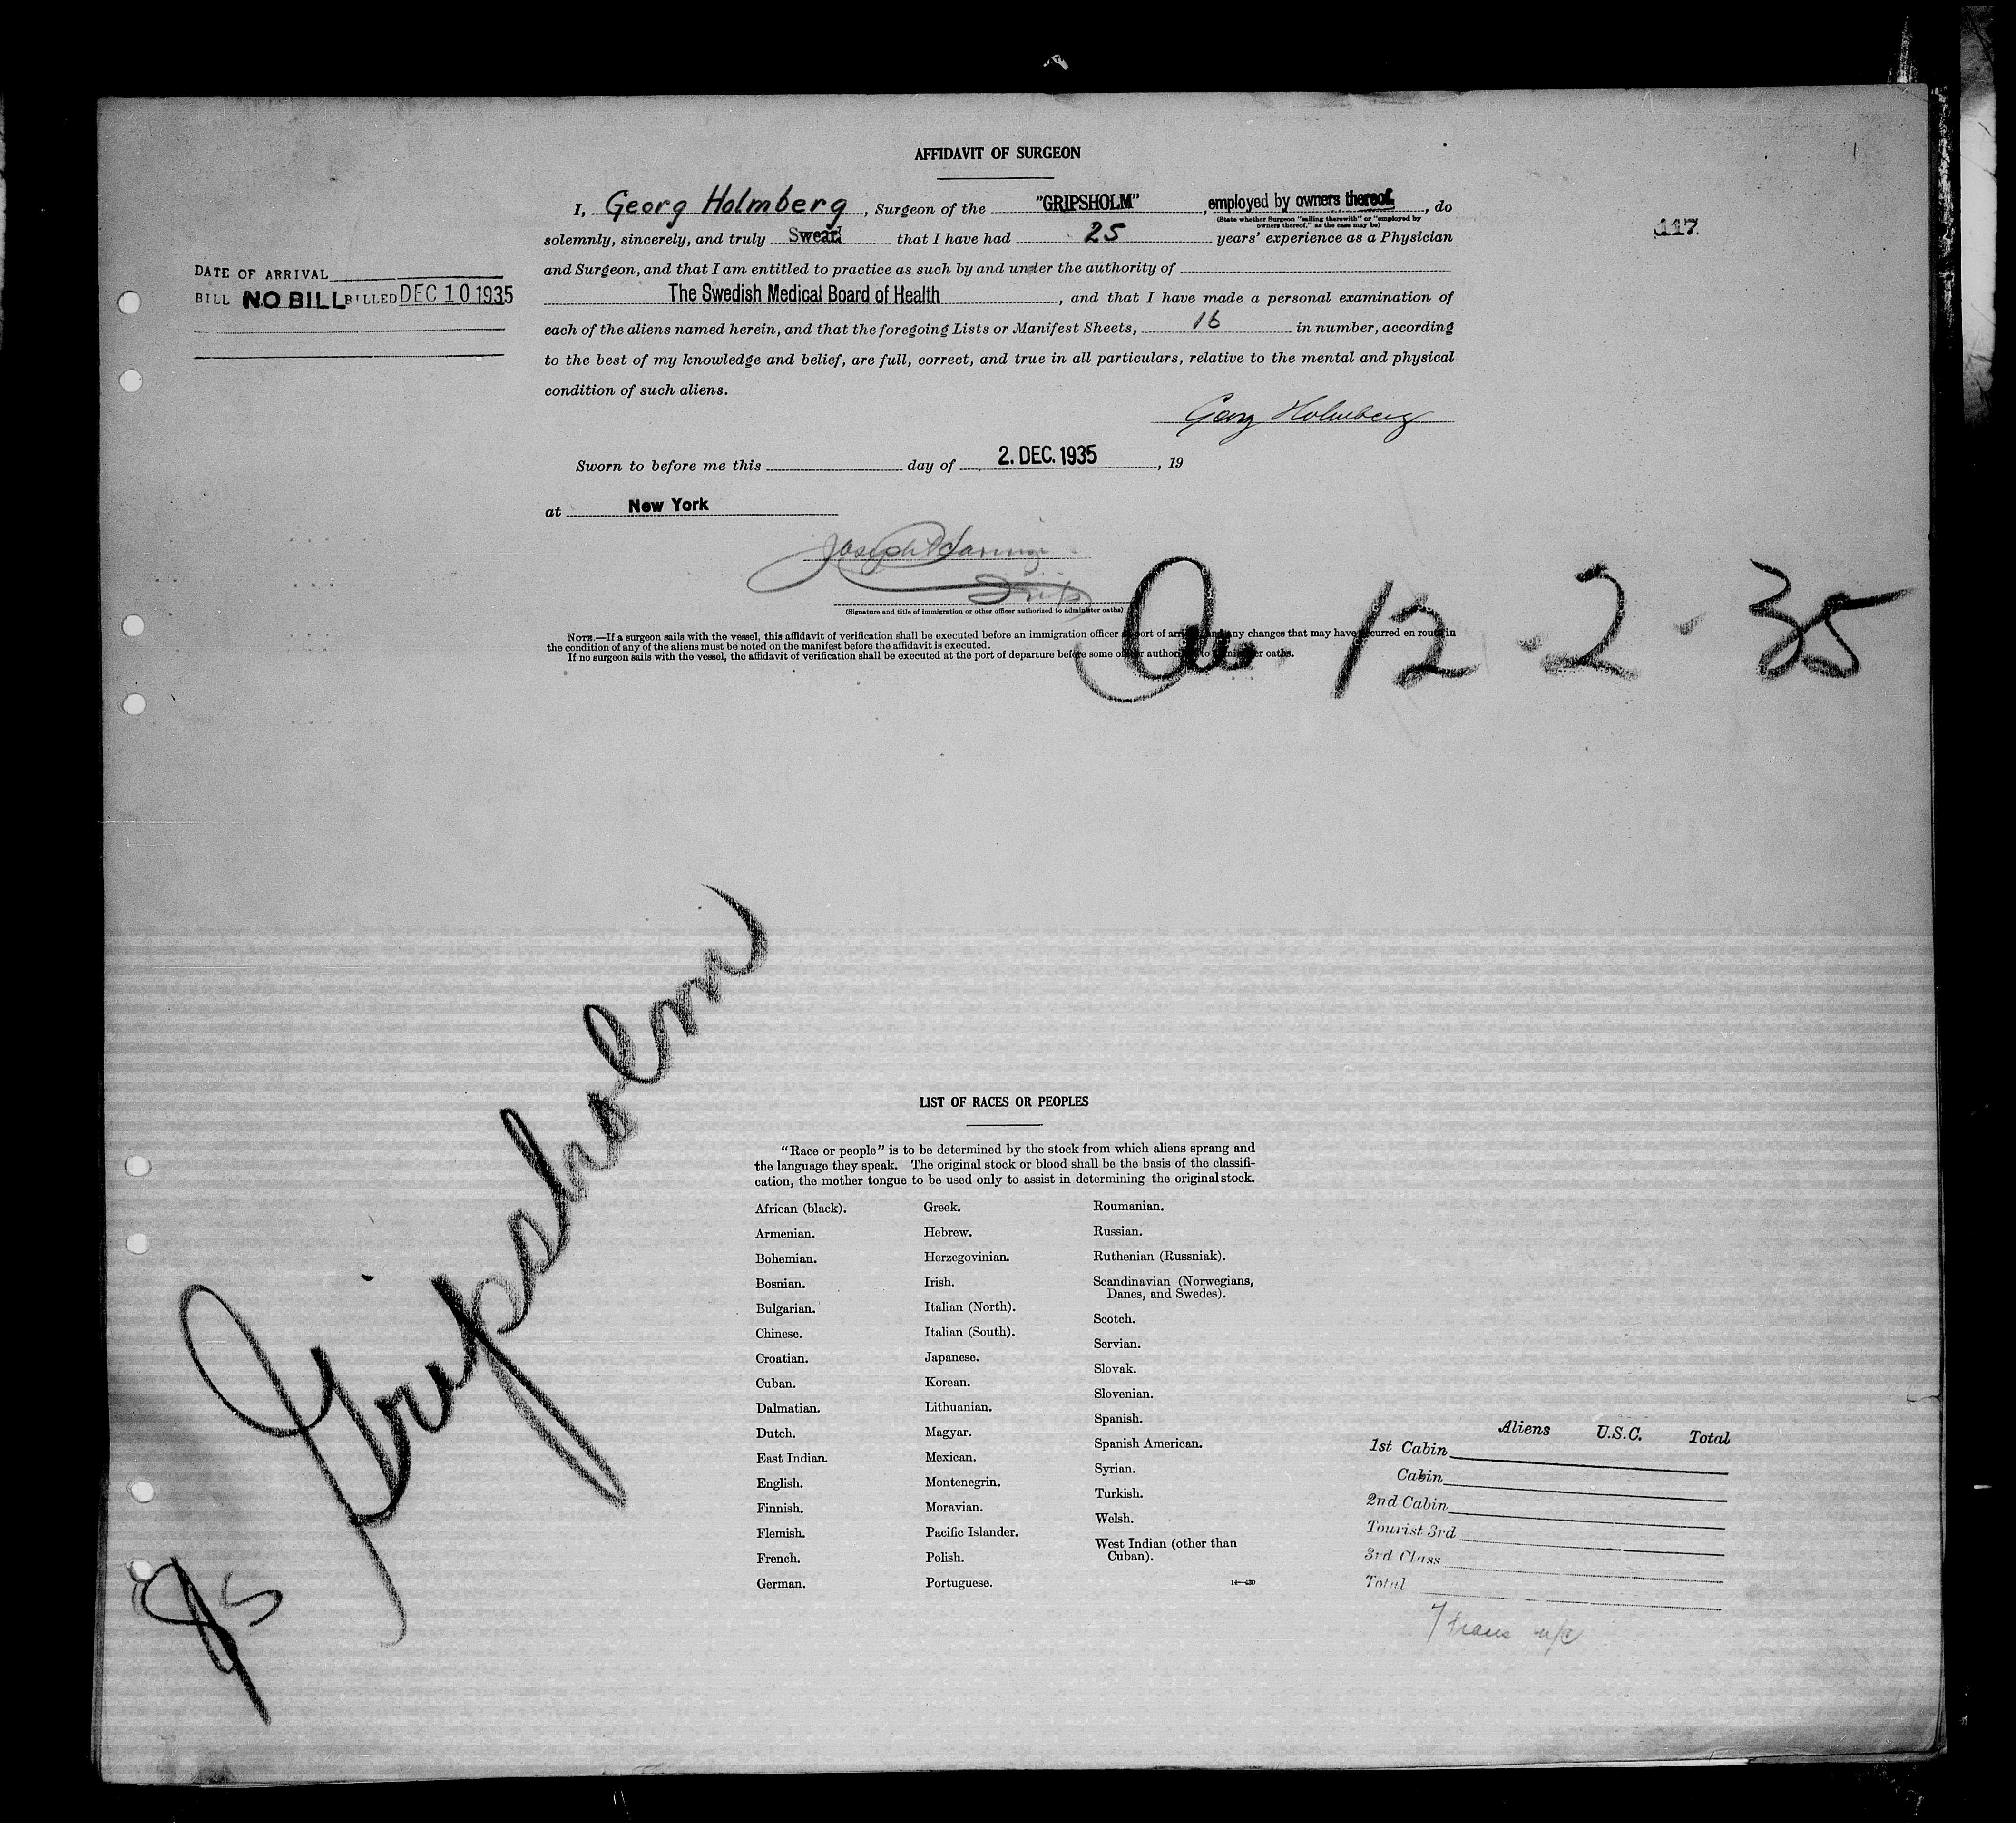 AFFIDAVIT OF SURGEON
I, Georg Holmberg, Surgeon of the "GRIPSHOLM", employed by owners thereof., do
(State whether Surgeon "sailing therewith" or "employed by owners thereof," as the case may be)
solemnly, sincerely, and truly Swear that I have had 25 years' experience as a Physician
and Surgeon, and that I am entitled to practice as such by and under the authority of
The Swedish Medical Board of Health, and that I have made a personal examination of
each of the aliens named herein, and that the foregoing Lists or Manifest Sheets, 16 in number, according
to the best of my knowledge and belief, are full, correct, and true in all particulars, relative to the mental and physical
condition of such aliens.
117
DATE OF ARRIVAL
BILL NO BILL BILLED DEC 10 1935
Georg Holmberg
Sworn to before me this day of 2. DEC. 1935, 19
at New York
Joseph
(Signature and title of immigration or other officer authorized to administer oaths)
NOTE.—If a surgeon sails with the vessel, this affidavit of verification shall be executed before an immigration officer at port of arrival and any changes that may have occurred en route in
the condition of any of the aliens must be noted on the manifest before the affidavit is executed.
If no surgeon sails with the vessel, the affidavit of verification shall be executed at the port of departure before some officer authorized to administer oaths.
12-2-35
Gripsholm
LIST OF RACES OR PEOPLES
"Race or people" is to be determined by the stock from which aliens sprang and
the language they speak. The original stock or blood shall be the basis of the classifi-
cation, the mother tongue to be used only to assist in determining the original stock.
African (black).
Armenian.
Bohemian.
Bosnian.
Bulgarian.
Chinese.
Croatian.
Cuban.
Dalmatian.
Dutch.
East Indian.
English.
Finnish.
Flemish.
French.
German.
Greek.
Hebrew.
Herzegovinian.
Irish.
Italian (North).
Italian (South).
Japanese.
Korean.
Lithuanian.
Magyar.
Mexican.
Montenegrin.
Moravian.
Pacific Islander.
Polish.
Portuguese.
Roumanian.
Russian.
Ruthenian (Russniak).
Scandinavian (Norwegians,
Danes, and Swedes).
Scotch.
Servian.
Slovak.
Slovenian.
Spanish.
Spanish American.
Syrian.
Turkish.
Welsh.
West Indian (other than
Cuban).
14—430
Aliens U.S.C. Total
1st Cabin
Cabin
2nd Cabin
Tourist 3rd
3rd Class
Total
7 trans